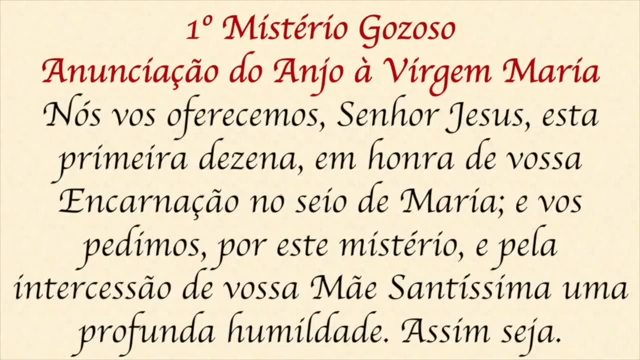 1º Mistério Gozoso
Anunciação do Anjo à Virgem Maria
Nós vos oferecemos, Senhor Jesus, esta
primeira dezena, em honra de vossa
Encarnação no seio de Maria; e vos
pedimos, por este mistério, e pela
intercessão de vossa Mãe Santíssima uma
profunda humildade. Assim seja.